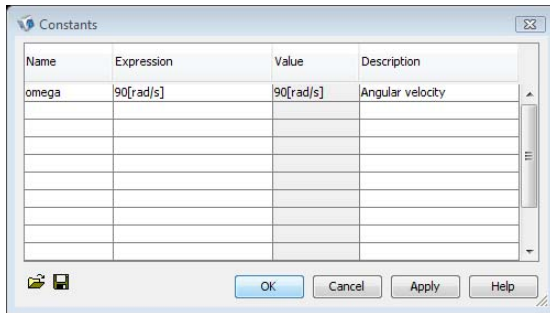 Constants
Name Expression Value Description
omega 90[rad/s] 90[rad/s] Angular velocity
OK Cancel Apply Help